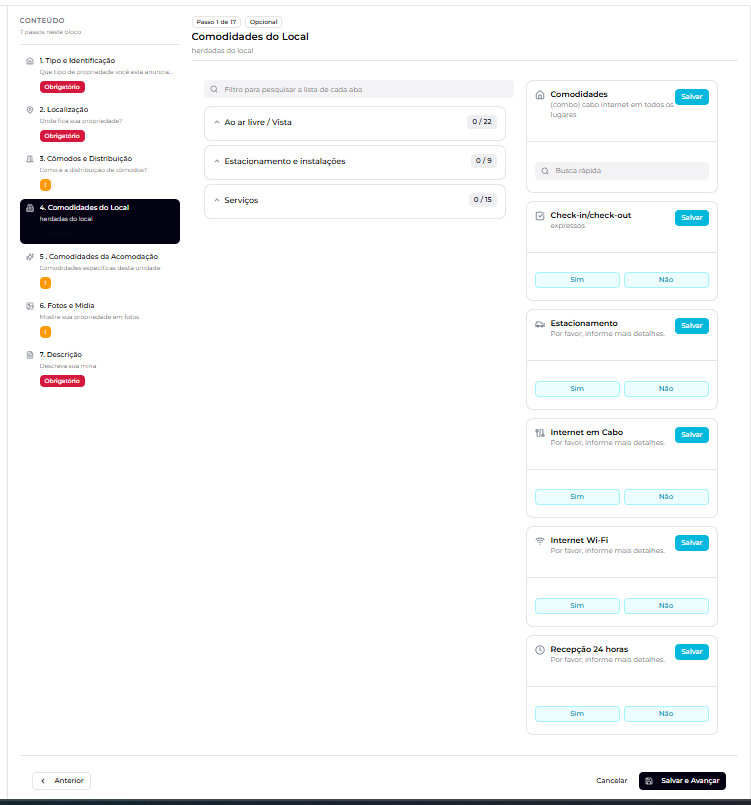 CONTEÚDO
7 passos neste bloco
1. Tipo e Identificação
Que tipo de propriedade você está anuncia...
Obrigatório
2. Localização
Onde fica sua propriedade?
Obrigatório
3. Cômodos e Distribuição
Como é a distribuição de cômodos?
i
4. Comodidades do Local
herdadas do local
5 . Comodidades da Acomodação
Comodidades específicas desta unidade
i
6. Fotos e Mídia
Mostre sua propriedade em fotos
i
7. Descrição
Descreva sua mina
Obrigatório
Passo 1 de 17
Opcional
Comodidades do Local
herdadas do local
Filtro para pesquisar a lista de cada aba
Ao ar livre / Vista
0 / 22
Estacionamento e instalações
0 / 9
Serviços
0 / 15
Comodidades
Salvar
(combo) cabo internet em todos os
lugares
Busca rápida
Check-in/check-out
Salvar
expressos
Sim
Não
Estacionamento
Salvar
Por favor, informe mais detalhes.
Sim
Não
Internet em Cabo
Salvar
Por favor, informe mais detalhes.
Sim
Não
Internet Wi-Fi
Salvar
Por favor, informe mais detalhes.
Sim
Não
Recepção 24 horas
Salvar
Por favor, informe mais detalhes.
Sim
Não
Anterior
Cancelar
Salvar e Avançar